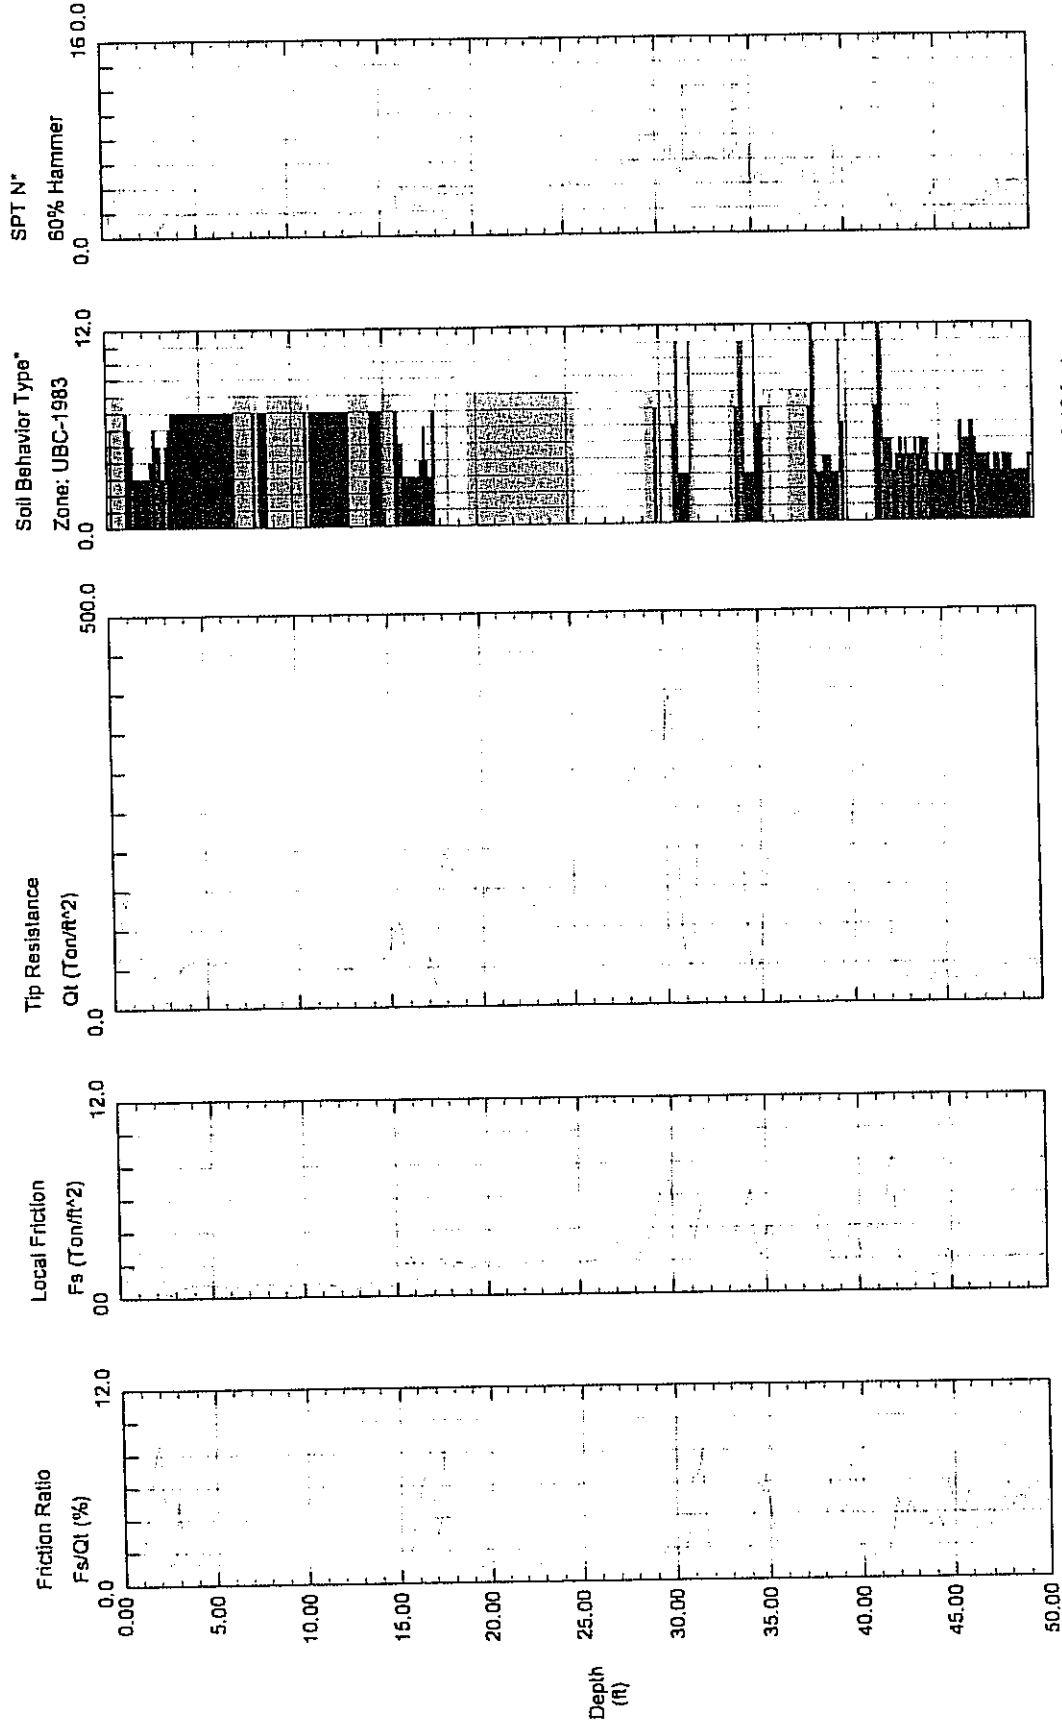 Friction Ratio
Fs/Qt (%)
0.0
12.0
Local Friction
Fs (Ton/ft^2)
00
12.0
Tip Resistance
Qt (Ton/ft^2)
0.0
500.0
Soil Behavior Type*
Zone: UBC-1983
0.0
12.0
SPT N*
60% Hammer
0.0
16 0.0
0.00
5.00
10.00
15.00
20.00
25.00
30.00
35.00
40.00
45.00
50.00
Depth
(ft)